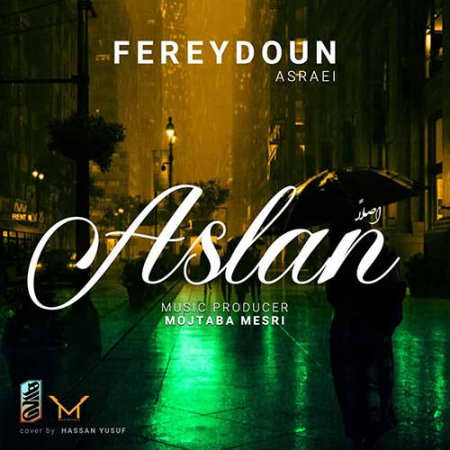 FEREYDOUN
ASRAEI
اصلاً
Aslan
MUSIC PRODUCER
MOJTABA MESRI
M
cover by HASSAN YUSUF